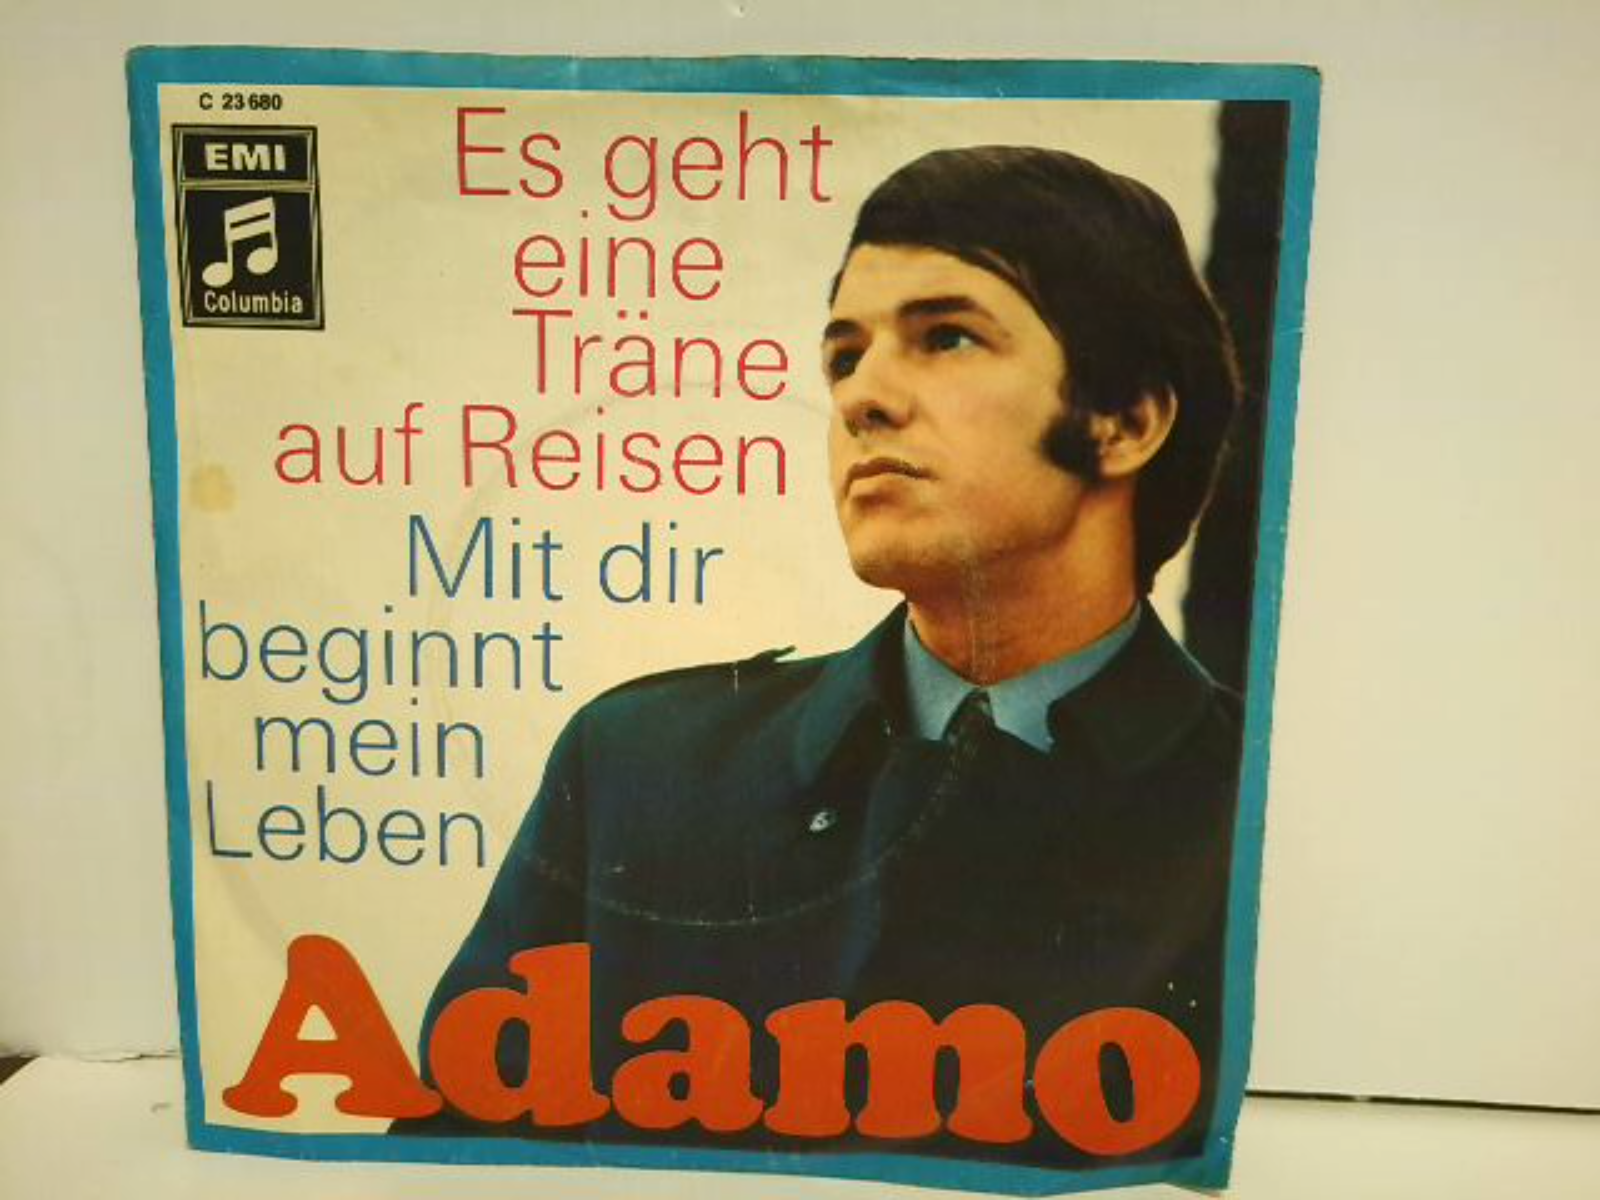 C 23 680
EMI
Columbia
Es geht
eine
Träne
auf Reisen
Mit dir
beginnt
mein
Leben
Adamo